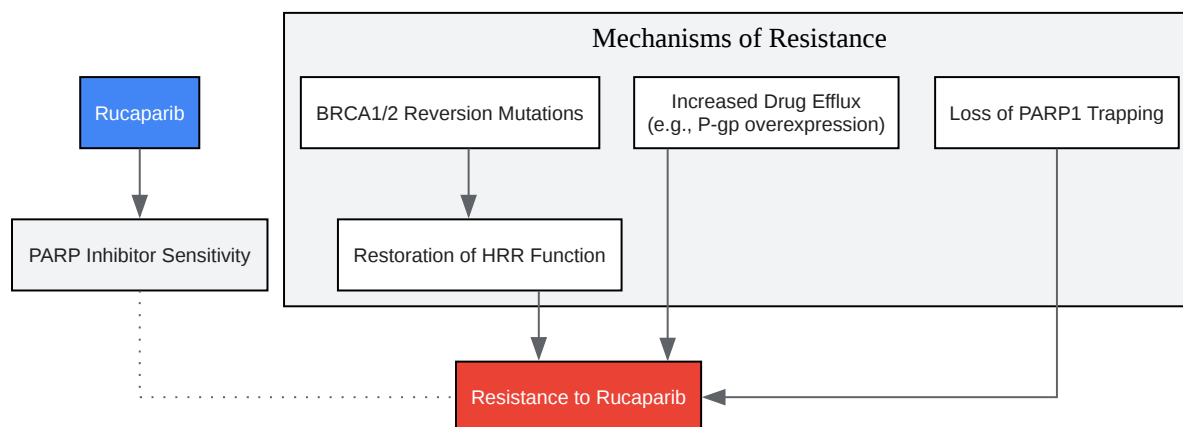 Mechanisms of Resistance
Rucaparib
BRCA1/2 Reversion Mutations
Increased Drug Efflux
(e.g., P-gp overexpression)
Loss of PARP1 Trapping
PARP Inhibitor Sensitivity
Restoration of HRR Function
Resistance to Rucaparib